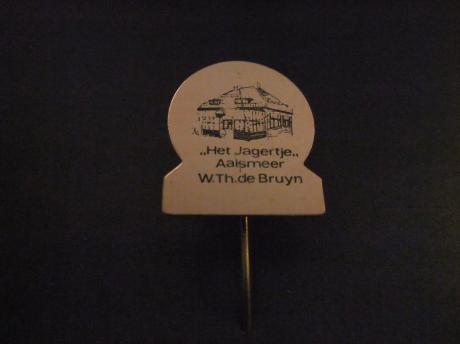 „Het Jagertje„
Aalsmeer
W.Th.de Bruyn